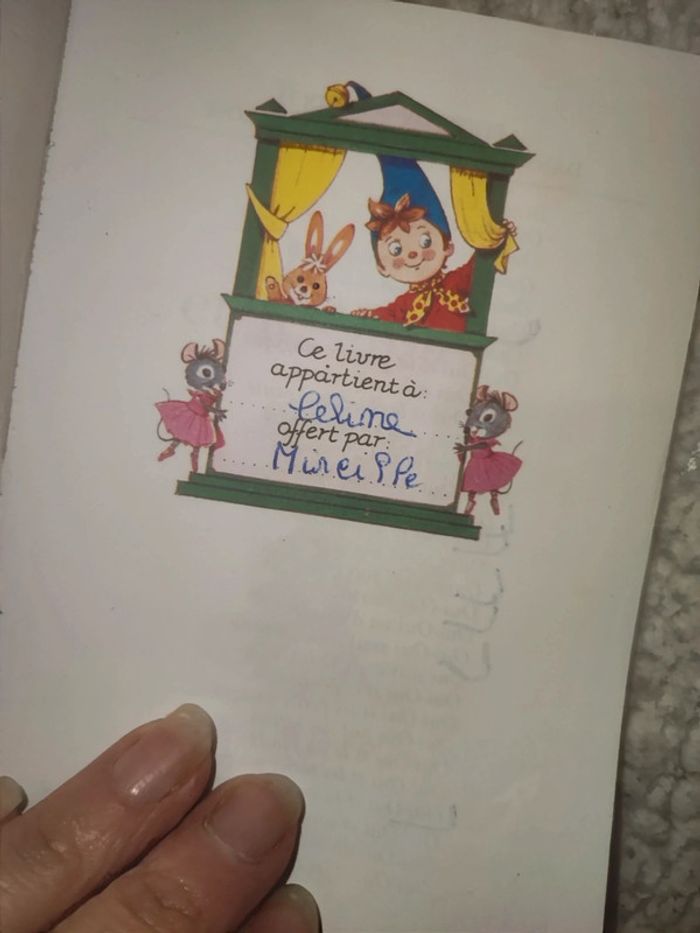 Ce livre
appartient à:
Celine
offert par:
Mireille